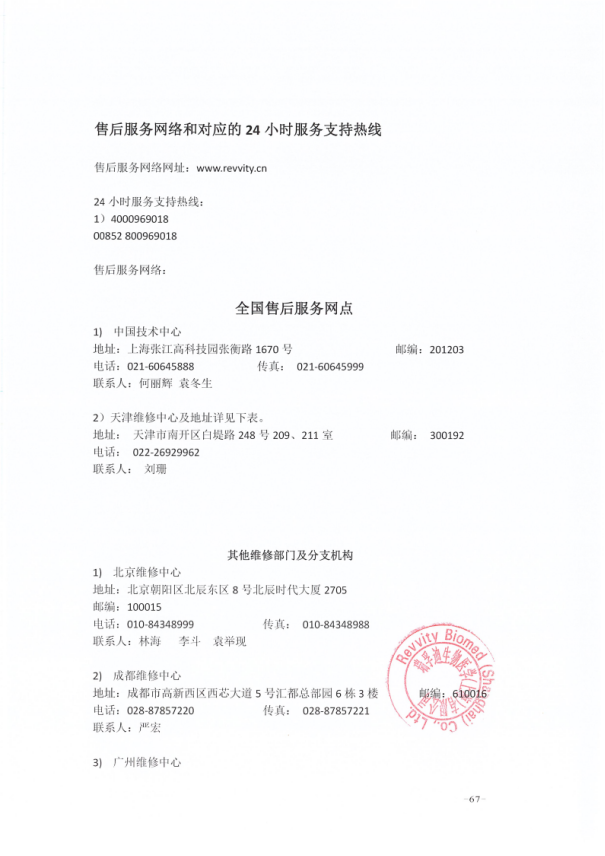 售后服务网络和对应的 24 小时服务支持热线
售后服务网络网址：www.revvity.cn
24 小时服务支持热线：
1）4000969018
00852 800969018
售后服务网络：
全国售后服务网点
1) 中国技术中心
地址：上海张江高科技园张衡路 1670 号 邮编：201203
电话：021-60645888 传真： 021-60645999
联系人：何丽辉 袁冬生
2）天津维修中心及地址详见下表。
地址： 天津市南开区白堤路 248 号 209、211 室 邮编： 300192
电话： 022-26929962
联系人： 刘珊
其他维修部门及分支机构
1) 北京维修中心
地址：北京朝阳区北辰东区 8 号北辰时代大厦 2705
邮编：100015
电话：010-84348999 传真： 010-84348988
联系人：林海 李斗 袁举现
2) 成都维修中心
地址：成都市高新西区西芯大道 5 号汇都总部园 6 栋 3 楼 邮编：610016
电话：028-87857220 传真： 028-87857221
联系人：严宏
3) 广州维修中心
Revvity Biomed (Shanghai) Co., Ltd.
-67-